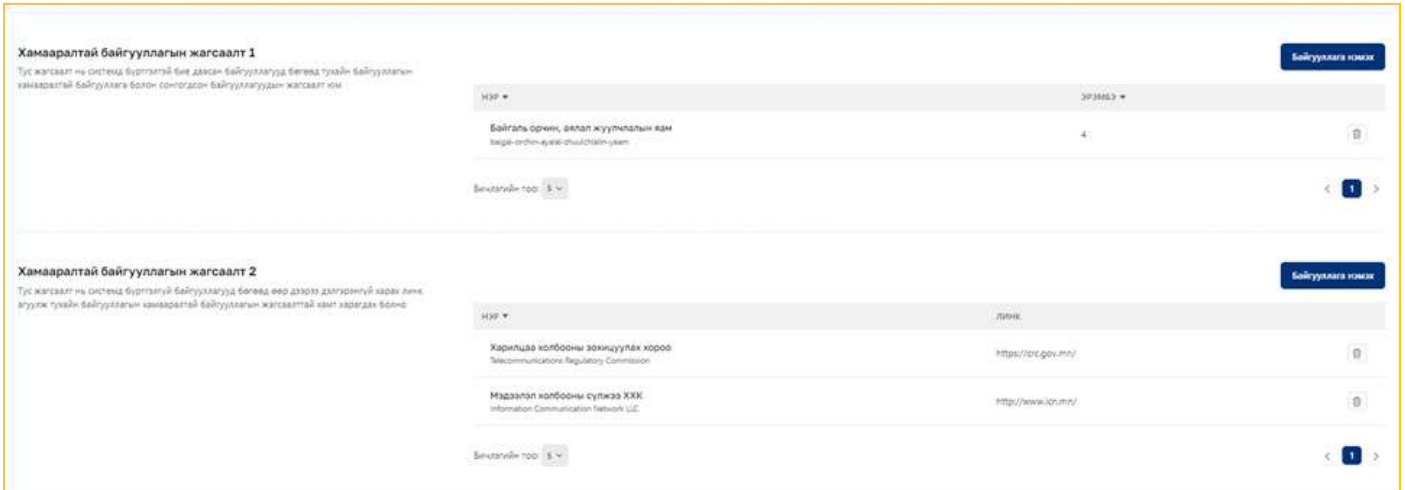 Хамааралтай байгууллагын жагсаалт 1
Байгууллага нэмэх
Тус жагсаалт нь системд бүртгэлтэй бие даасан байгууллагууд бөгөөд тухайн байгууллагын
хамааралтай байгууллага болон сонгогдсон байгууллагуудын жагсаалт юм
НЭР
ЭРЭМБЭ
Байгаль орчин, аялал жуулчлалын яам
4
baigal-orchin-ayalal-zhuulchlalin-yaam
Бичлэгийн тоо: 5
1
Хамааралтай байгууллагын жагсаалт 2
Байгууллага нэмэх
Тус жагсаалт нь системд бүртгэлгүй байгууллагууд бөгөөд өөр дээрээ дэлгэрэнгүй харах линк
агуулж тухайн байгууллагын хамааралтай байгууллагын жагсаалттай хамт харагдах болно
НЭР
ЛИНК
Харилцаа холбооны зохицуулах хороо
https://crc.gov.mn/
Telecommunications Regulatory Commission
Мэдээлэл холбооны сүлжээ ХХК
http://www.icn.mn/
Information Communication Network LLC
Бичлэгийн тоо: 5
1